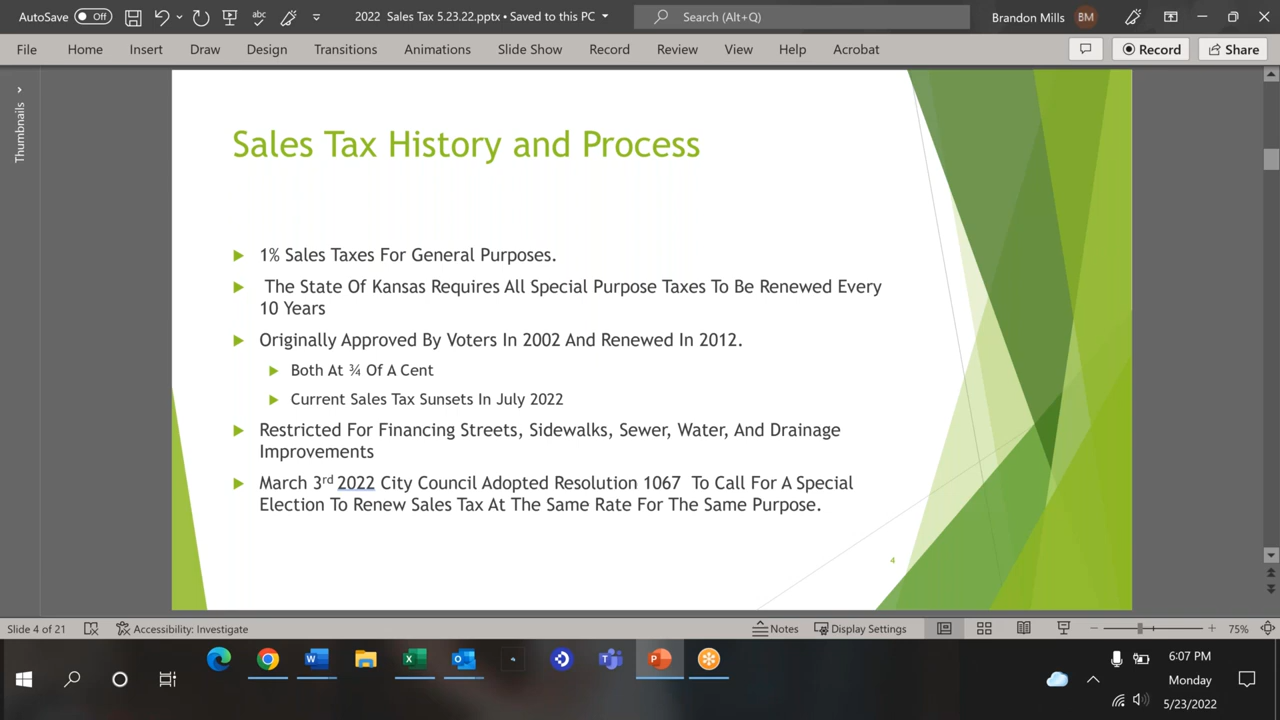 AutoSave Off
2022 Sales Tax 5.23.22.pptx • Saved to this PC
Search (Alt+Q)
Brandon Mills BM
File Home Insert Draw Design Transitions Animations Slide Show Record Review View Help Acrobat
Record Share
Thumbnails
Sales Tax History and Process
1% Sales Taxes For General Purposes.
The State Of Kansas Requires All Special Purpose Taxes To Be Renewed Every
10 Years
Originally Approved By Voters In 2002 And Renewed In 2012.
Both At ¾ Of A Cent
Current Sales Tax Sunsets In July 2022
Restricted For Financing Streets, Sidewalks, Sewer, Water, And Drainage
Improvements
March 3rd 2022 City Council Adopted Resolution 1067 To Call For A Special
Election To Renew Sales Tax At The Same Rate For The Same Purpose.
4
Slide 4 of 21 Accessibility: Investigate Notes Display Settings 75%
6:07 PM
Monday
5/23/2022